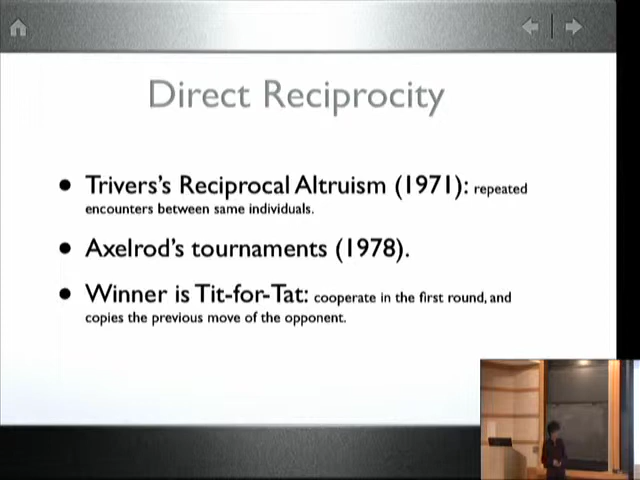 Direct Reciprocity
• Trivers's Reciprocal Altruism (1971): repeated
encounters between same individuals.
• Axelrod's tournaments (1978).
• Winner is Tit-for-Tat: cooperate in the first round, and
copies the previous move of the opponent.